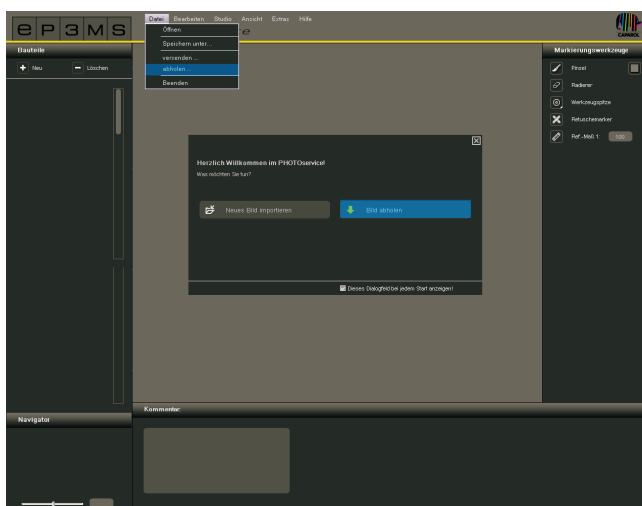 eP3MS
Datei Bearbeiten Studio Ansicht Extras Hilfe
Öffnen
Speichern unter...
versenden ...
abholen ...
Beenden
CAPAROL
Bauteile
Neu
Löschen
Markierungswerkzeuge
Pinsel
Radierer
Werkzeugspitze
Retuschemarker
Ref.-Maß 1: 100
Herzlich Willkommen im PHOTOservice!
Was möchten Sie tun?
Neues Bild importieren
Bild abholen
Dieses Dialogfeld bei jedem Start anzeigen!
Navigator
Kommentar: